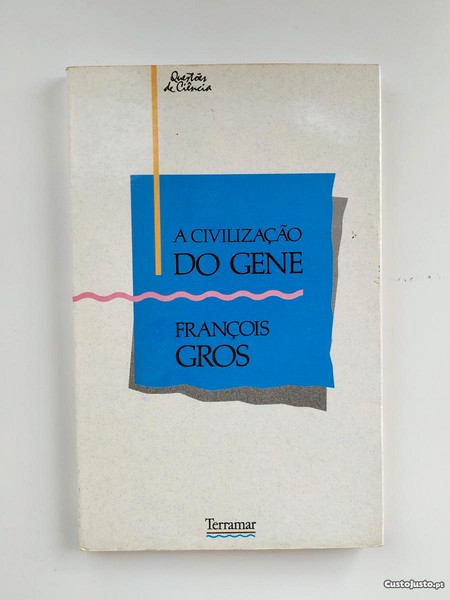 Questões
de Ciência
A CIVILIZAÇÃO
DO GENE
FRANÇOIS
GROS
Terramar
CustoJusto.pt